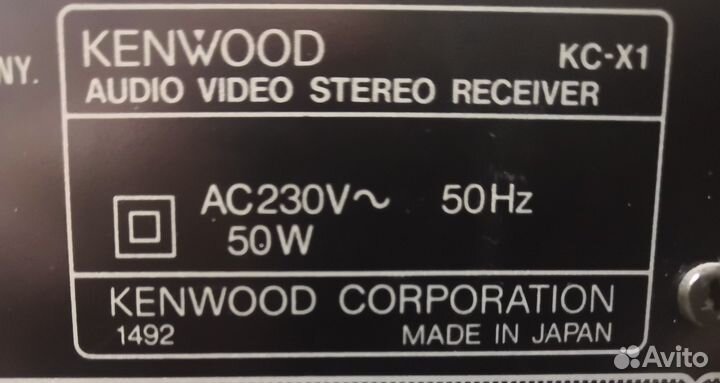 NY.
KENWOOD KC-X1
AUDIO VIDEO STEREO RECEIVER
AC230V~ 50Hz
50W
KENWOOD CORPORATION
1492 MADE IN JAPAN
Avito